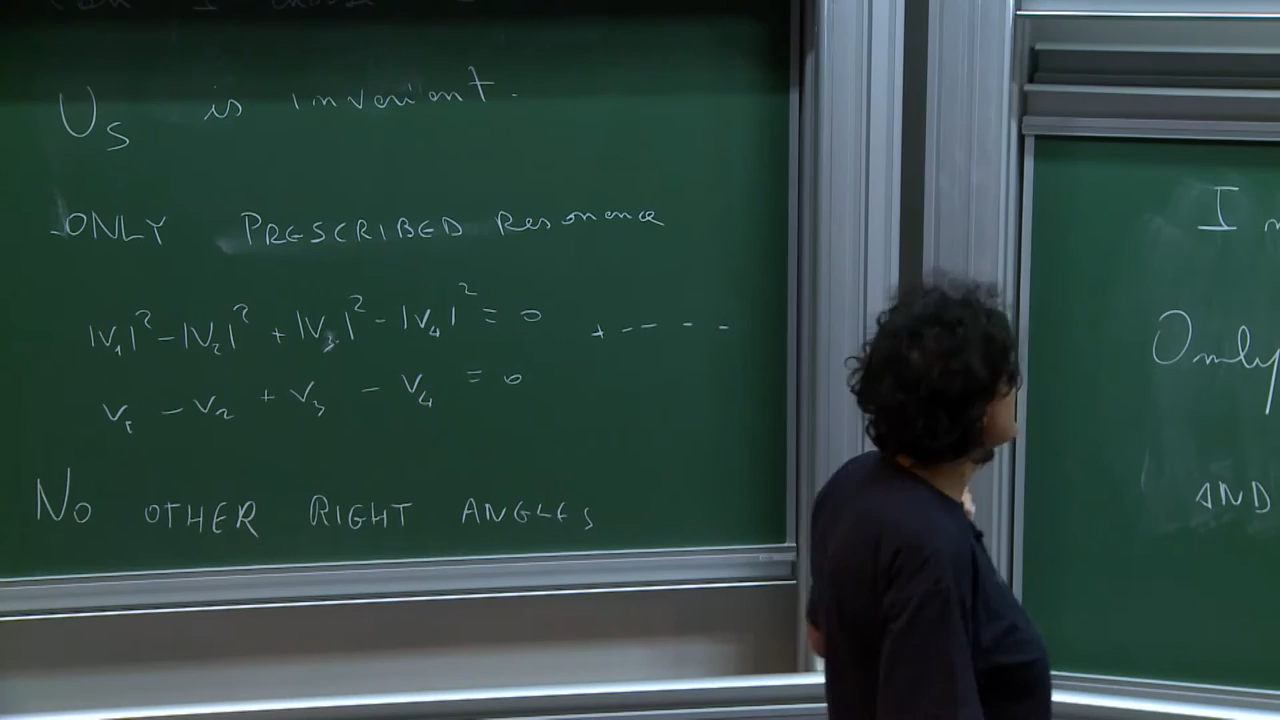 U_S is invariant.
ONLY PRESCRIBED Resonance
|V_1|^2 - |V_2|^2 + |V_3|^2 - |V_4|^2 = 0 + - - - -
V_1 - V_2 + V_3 - V_4 = 0
No OTHER RIGHT ANGLES
I
Only
AND